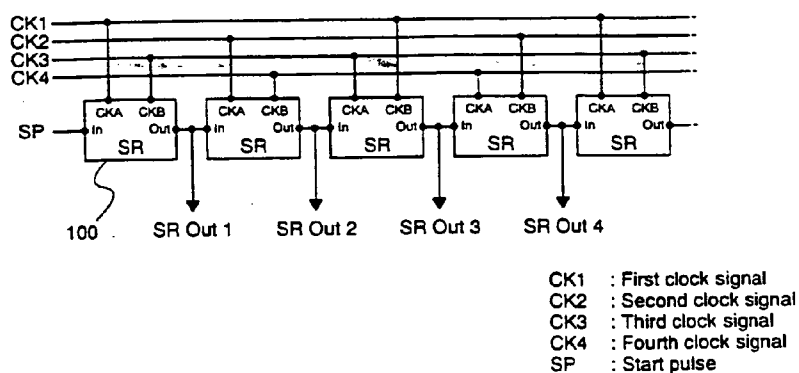 CK1
CK2
CK3
CK4
CKA CKB CKA CKB CKA CKB CKA CKB CKA CKB
SP In Out In Out In Out In Out In Out
SR SR SR SR SR
100 SR Out 1 SR Out 2 SR Out 3 SR Out 4
CK1 : First clock signal
CK2 : Second clock signal
CK3 : Third clock signal
CK4 : Fourth clock signal
SP : Start pulse